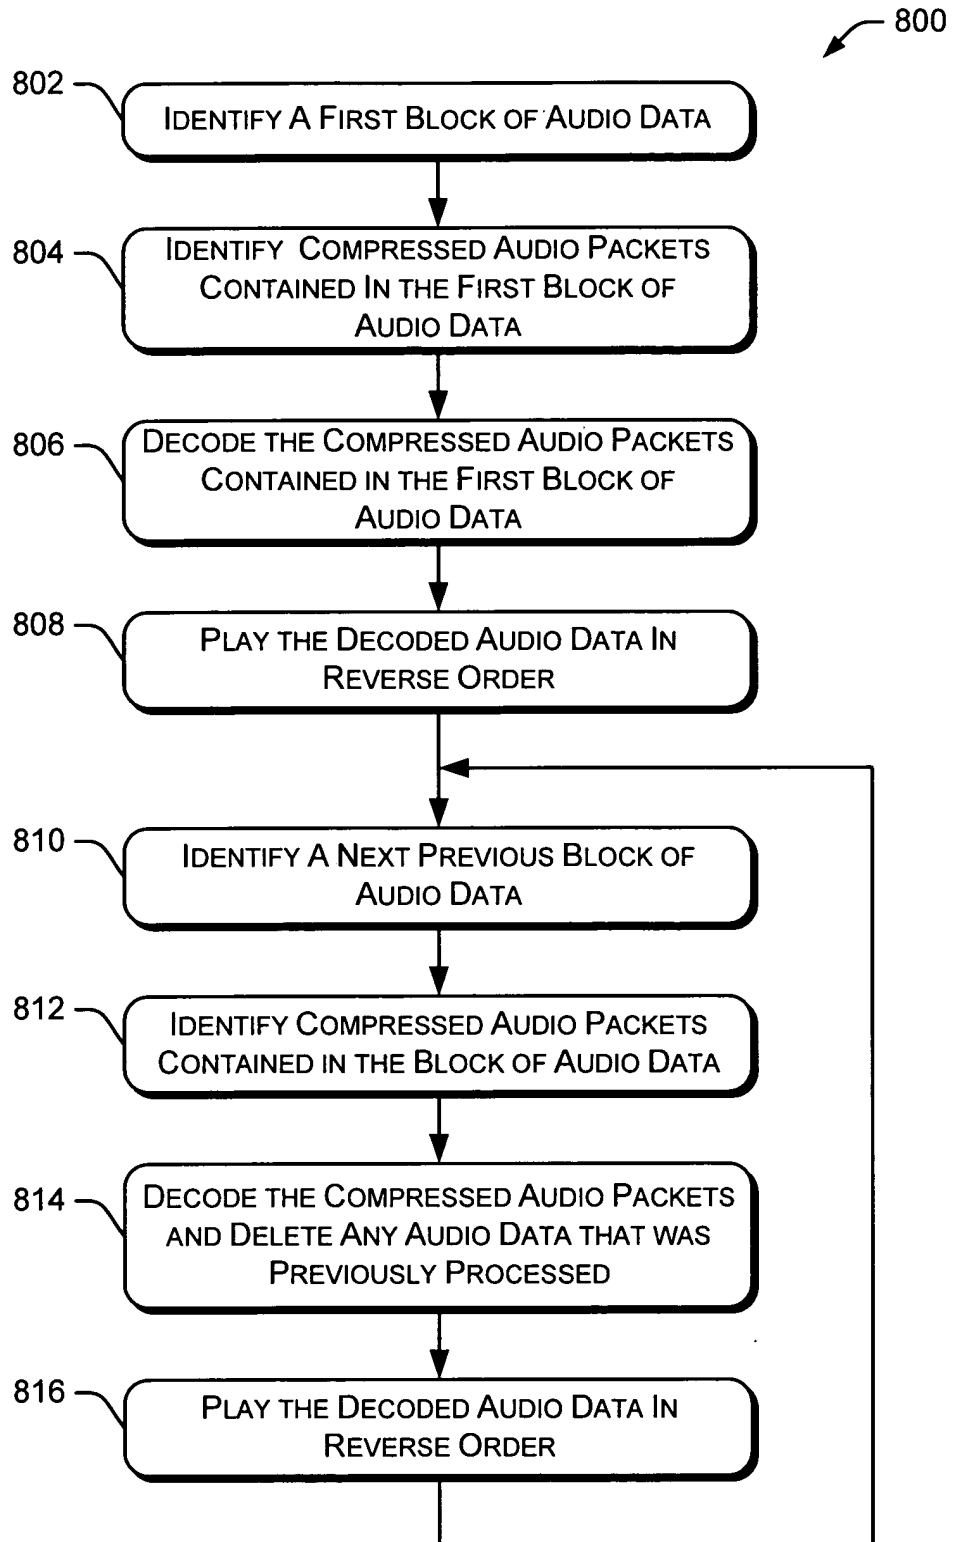 800
802
IDENTIFY A FIRST BLOCK OF AUDIO DATA
804
IDENTIFY COMPRESSED AUDIO PACKETS
CONTAINED IN THE FIRST BLOCK OF
AUDIO DATA
806
DECODE THE COMPRESSED AUDIO PACKETS
CONTAINED IN THE FIRST BLOCK OF
AUDIO DATA
808
PLAY THE DECODED AUDIO DATA IN
REVERSE ORDER
810
IDENTIFY A NEXT PREVIOUS BLOCK OF
AUDIO DATA
812
IDENTIFY COMPRESSED AUDIO PACKETS
CONTAINED IN THE BLOCK OF AUDIO DATA
814
DECODE THE COMPRESSED AUDIO PACKETS
AND DELETE ANY AUDIO DATA THAT WAS
PREVIOUSLY PROCESSED
816
PLAY THE DECODED AUDIO DATA IN
REVERSE ORDER